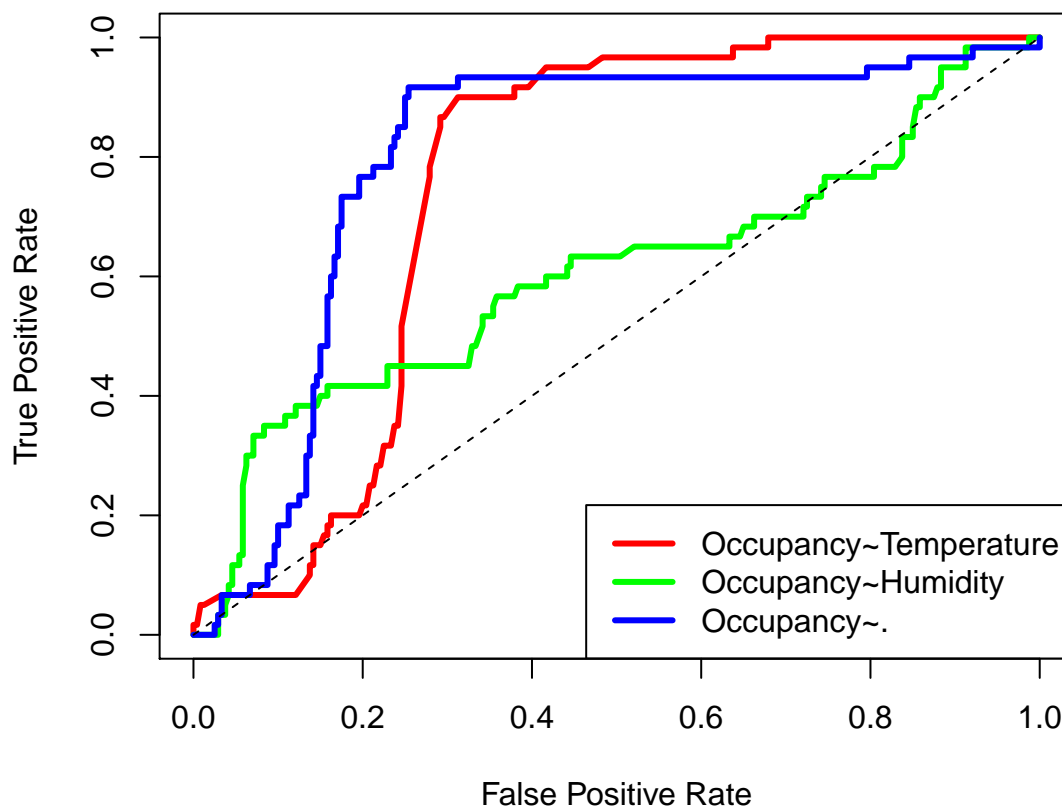 1.0
0.8
0.6
0.4
0.2
0.0
True Positive Rate
Occupancy~Temperature
Occupancy~Humidity
Occupancy~.
0.0 0.2 0.4 0.6 0.8 1.0
False Positive Rate